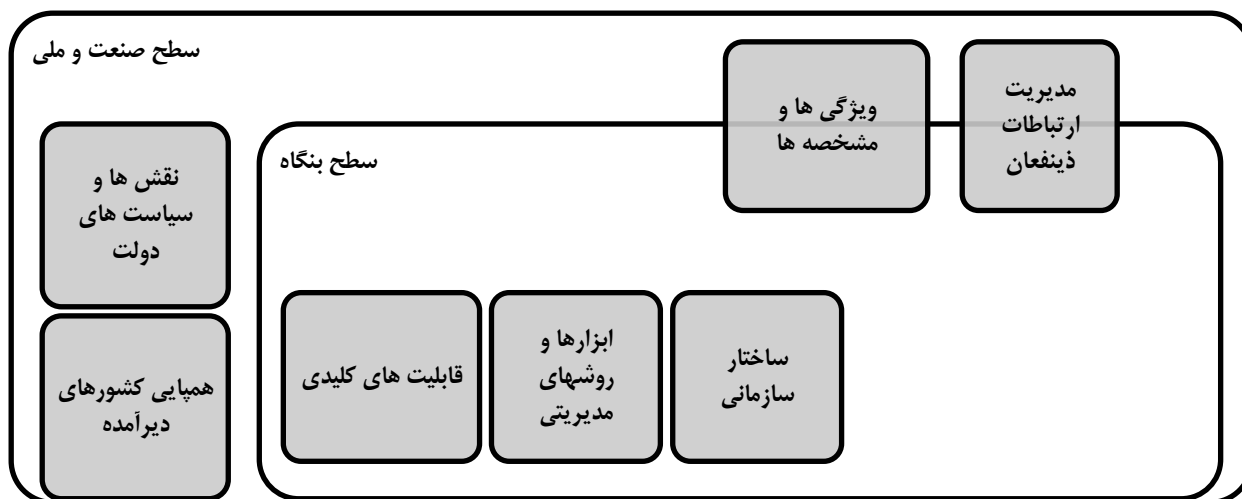 سطح صنعت و ملی
مدیریت
ارتباطات
ذینفعان
ویژگی ها و
مشخصه ها
سطح بنگاه
نقش ها و
سیاست های
دولت
ساختار
سازمانی
ابزارها و
روشهای
مدیریتی
قابلیت های کلیدی
همپایی کشورهای
دیرآمده